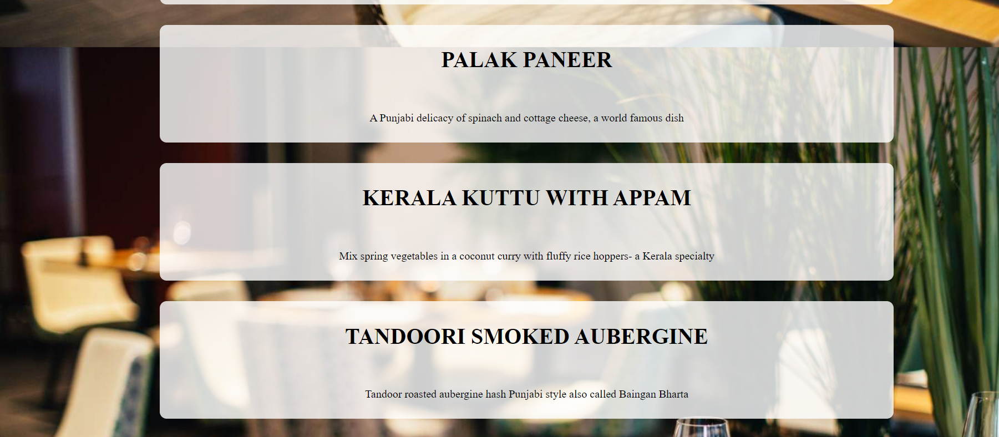 PALAK PANEER
A Punjabi delicacy of spinach and cottage cheese, a world famous dish
KERALA KUTTU WITH APPAM
Mix spring vegetables in a coconut curry with fluffy rice hoppers- a Kerala specialty
TANDOORI SMOKED AUBERGINE
Tandoor roasted aubergine hash Punjabi style also called Baingan Bharta